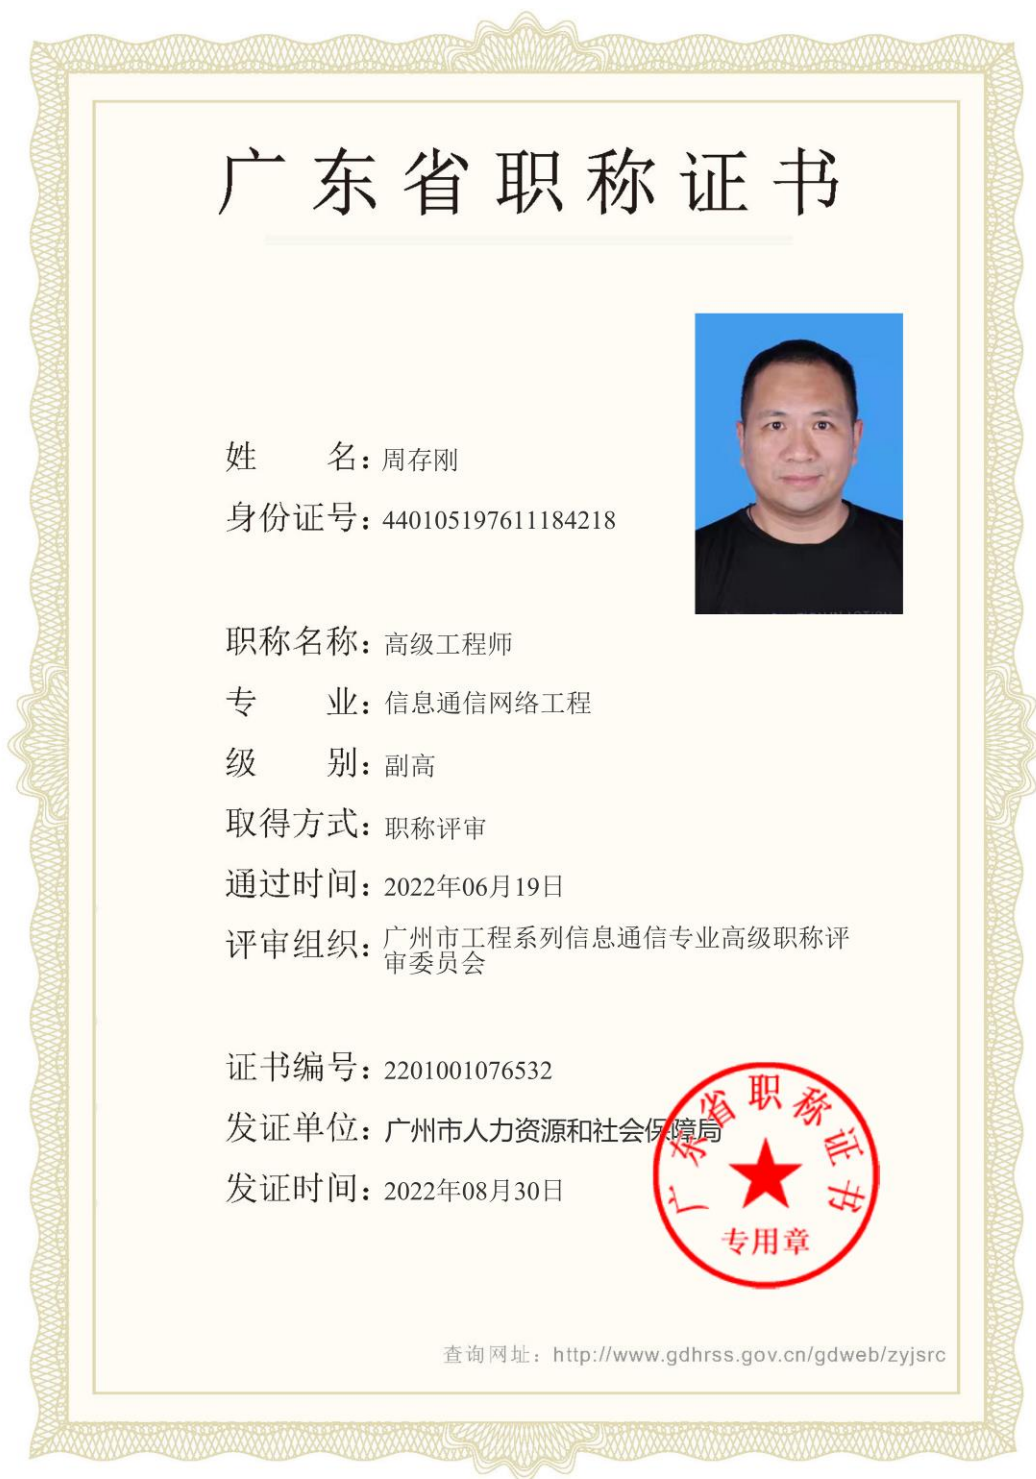 广东省职称证书
姓名：周存刚
身份证号：440105197611184218
职称名称：高级工程师
专业：信息通信网络工程
级别：副高
取得方式：职称评审
通过时间：2022年06月19日
评审组织：广州市工程系列信息通信专业高级职称评
审委员会
证书编号：2201001076532
发证单位：广州市人力资源和社会保障局
发证时间：2022年08月30日
广东省职称证书
专用章
查询网址：http://www.gdhrss.gov.cn/gdweb/zyjsrc